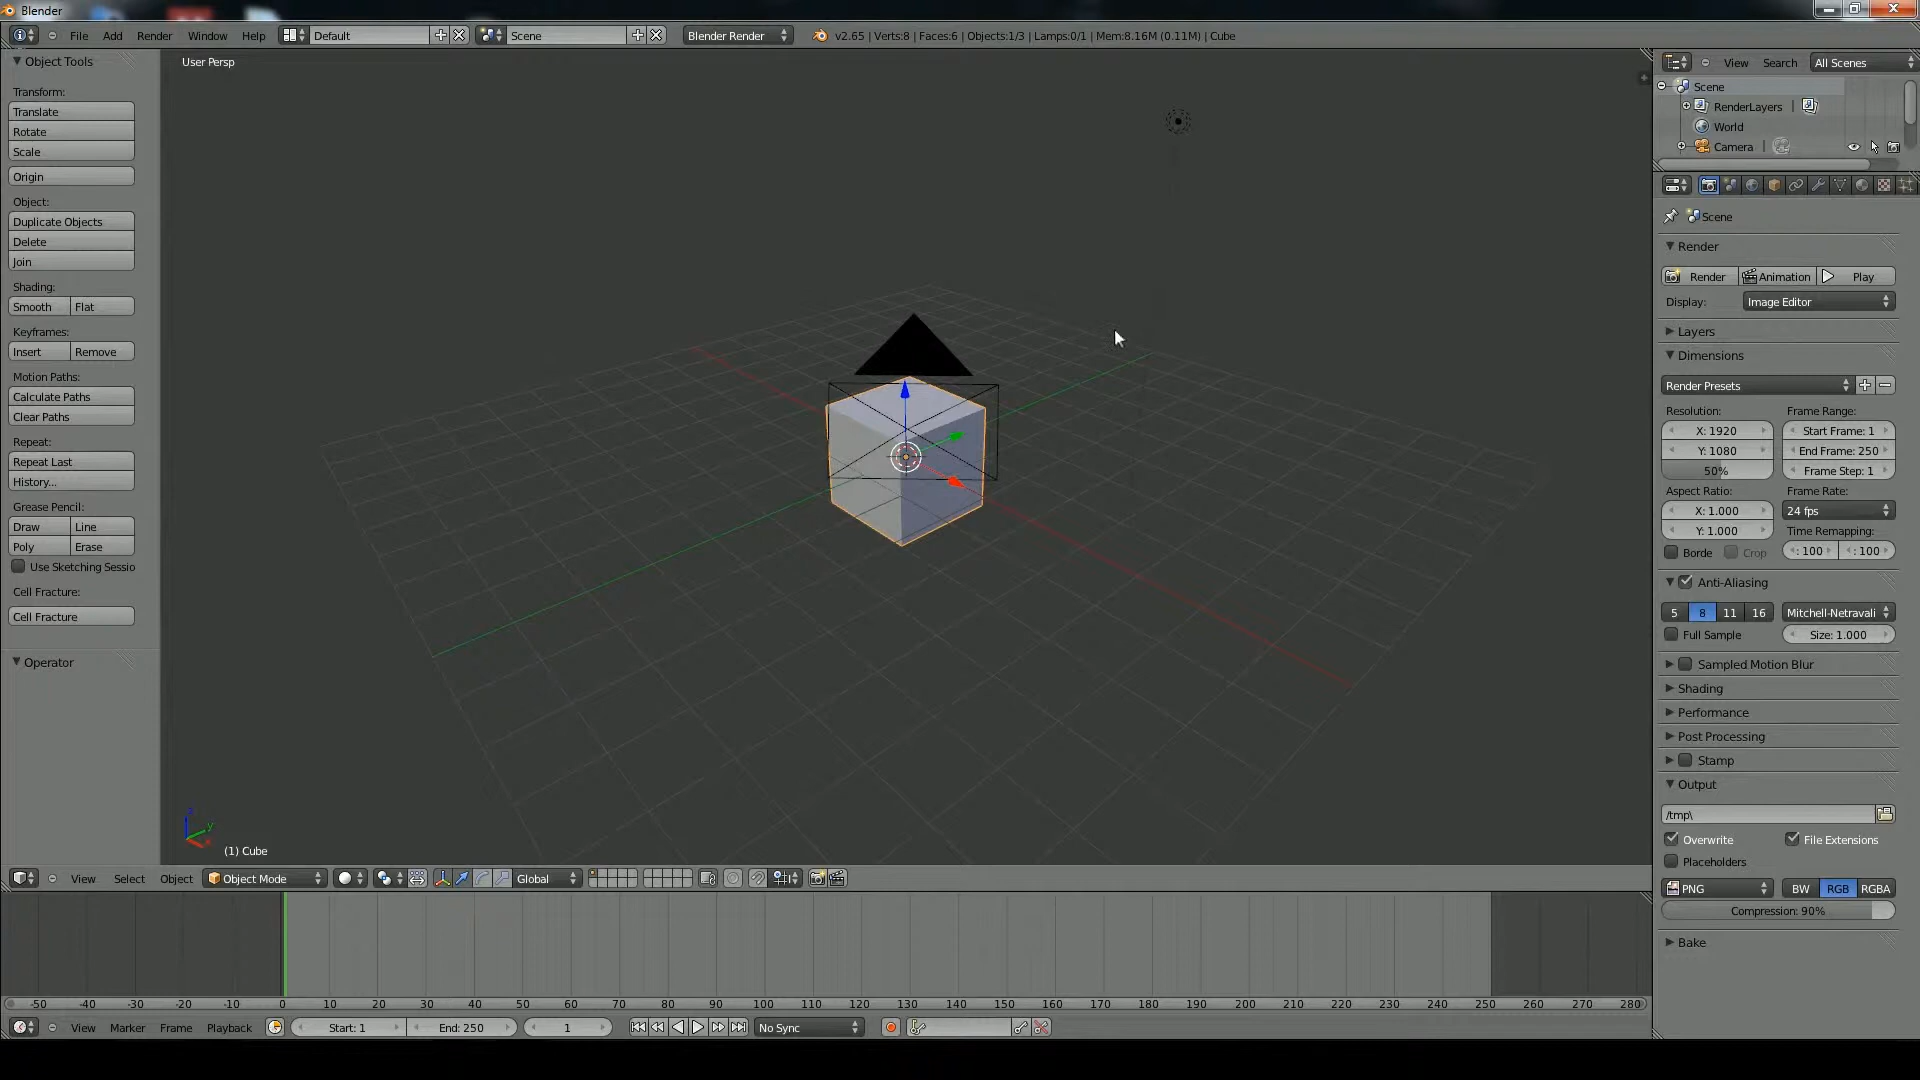 Blender
File Add Render Window Help Default Scene Blender Render v2.65 | Verts:8 | Faces:6 | Objects:1/3 | Lamps:0/1 | Mem:8.16M (0.11M) | Cube
Object Tools
Transform:
Translate
Rotate
Scale
Origin
Object:
Duplicate Objects
Delete
Join
Shading:
Smooth Flat
Keyframes:
Insert Remove
Motion Paths:
Calculate Paths
Clear Paths
Repeat:
Repeat Last
History...
Grease Pencil:
Draw Line
Poly Erase
Use Sketching Sessio
Cell Fracture:
Cell Fracture
Operator
User Persp
z
y
x
(1) Cube
View Select Object Object Mode Global
-50 -40 -30 -20 -10 0 10 20 30 40 50 60 70 80 90 100 110 120 130 140 150 160 170 180 190 200 210 220 230 240 250 260 270 280
View Marker Frame Playback Start: 1 End: 250 1 No Sync
View Search All Scenes
Scene
RenderLayers |
World
Camera |
Scene
Render
Render Animation Play
Display: Image Editor
Layers
Dimensions
Render Presets
Resolution: Frame Range:
X: 1920 Start Frame: 1
Y: 1080 End Frame: 250
50% Frame Step: 1
Aspect Ratio: Frame Rate:
X: 1.000 24 fps
Y: 1.000 Time Remapping:
Borde Crop : 100 : 100
Anti-Aliasing
5 8 11 16 Mitchell-Netravali
Full Sample Size: 1.000
Sampled Motion Blur
Shading
Performance
Post Processing
Stamp
Output
/tmp\
Overwrite File Extensions
Placeholders
PNG BW RGB RGBA
Compression: 90%
Bake